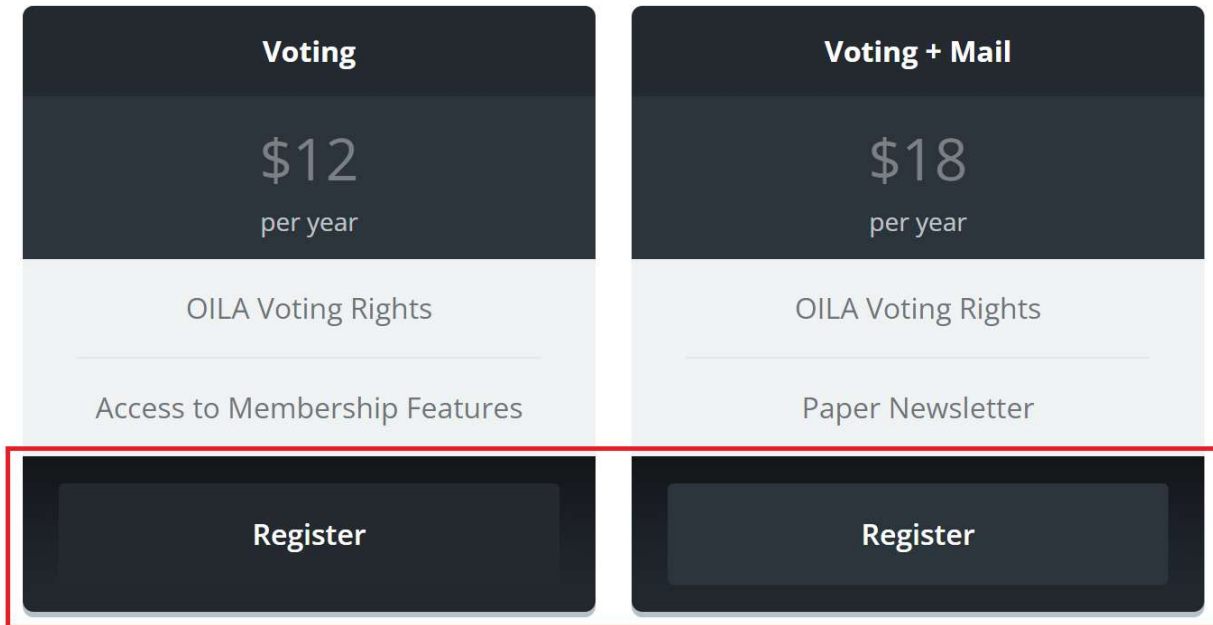 Voting
$12
per year
OILA Voting Rights
Access to Membership Features
Register
Voting + Mail
$18
per year
OILA Voting Rights
Paper Newsletter
Register